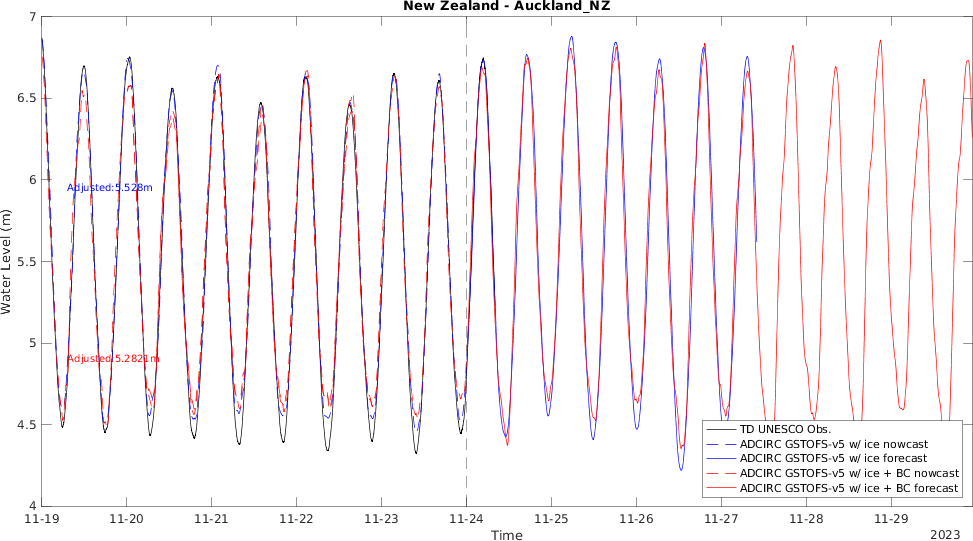 New Zealand - Auckland_NZ
7
6.5
6
5.5
5
4.5
4
Water Level (m)
Adjusted:5.528m
Adjusted:5.2821m
TD UNESCO Obs.
ADCIRC GSTOFS-v5 w/ ice nowcast
ADCIRC GSTOFS-v5 w/ ice forecast
ADCIRC GSTOFS-v5 w/ ice + BC nowcast
ADCIRC GSTOFS-v5 w/ ice + BC forecast
11-19 11-20 11-21 11-22 11-23 11-24 11-25 11-26 11-27 11-28 11-29
Time
2023